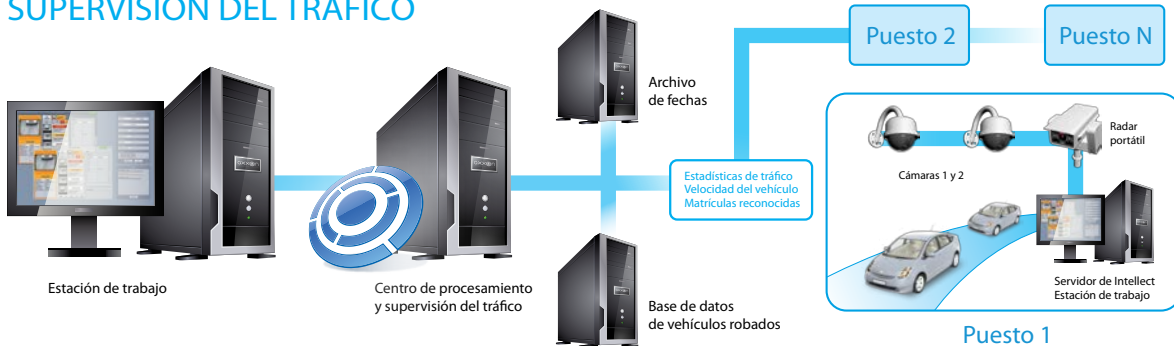 SUPERVISIÓN DEL TRÁFICO
Estación de trabajo
Centro de procesamiento
y supervisión del tráfico
Archivo
de fechas
Base de datos
de vehículos robados
Estadísticas de tráfico
Velocidad del vehículo
Matrículas reconocidas
Puesto 2
Puesto N
Radar
portátil
Cámaras 1 y 2
Servidor de Intellect
Estación de trabajo
Puesto 1